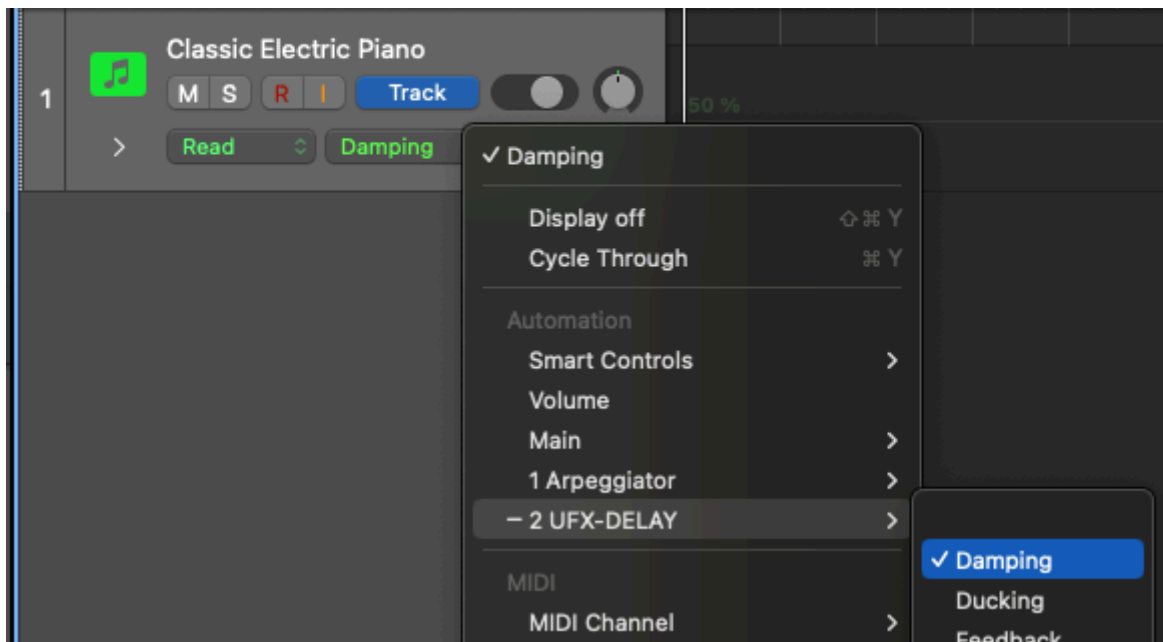 Classic Electric Piano
1
M S R I Track
50 %
Read Damping
✓ Damping
Display off ⇧⌘Y
Cycle Through ⌘Y
Automation
Smart Controls
Volume
Main
1 Arpeggiator
– 2 UFX-DELAY
✓ Damping
MIDI
Ducking
MIDI Channel
Feedback